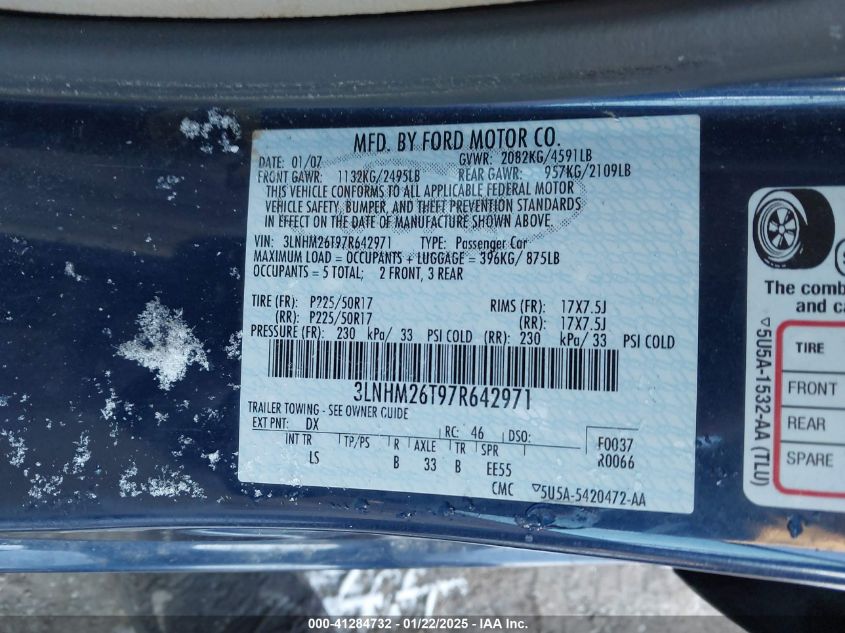 MFD. BY FORD MOTOR CO.
DATE: 01/07 GVWR: 2082KG/4591LB
FRONT GAWR: 1132KG/2495LB REAR GAWR: 957KG/2109LB
THIS VEHICLE CONFORMS TO ALL APPLICABLE FEDERAL MOTOR
VEHICLE SAFETY, BUMPER, AND THEFT PREVENTION STANDARDS
IN EFFECT ON THE DATE OF MANUFACTURE SHOWN ABOVE.
VIN: 3LNHM26T97R642971 TYPE: Passenger Car
MAXIMUM LOAD = OCCUPANTS + LUGGAGE = 396KG/ 875LB
OCCUPANTS = 5 TOTAL; 2 FRONT, 3 REAR
TIRE (FR): P225/50R17 RIMS (FR): 17X7.5J
(RR): P225/50R17 (RR): 17X7.5J
PRESSURE (FR): 230 kPa/ 33 PSI COLD (RR): 230 kPa/ 33 PSI COLD
3LNHM26T97R642971
TRAILER TOWING - SEE OWNER GUIDE
EXT PNT: DX RC: 46 DSO: F0037
INT TR TP/PS R AXLE TR SPR R0066
LS B 33 B EE55
CMC ▽5U5A-5420472-AA
The comb
and ca
TIRE
FRONT
REAR
SPARE
▽5U5A-1532-AA (TLU)
000-41284732 - 01/22/2025 - IAAI.com